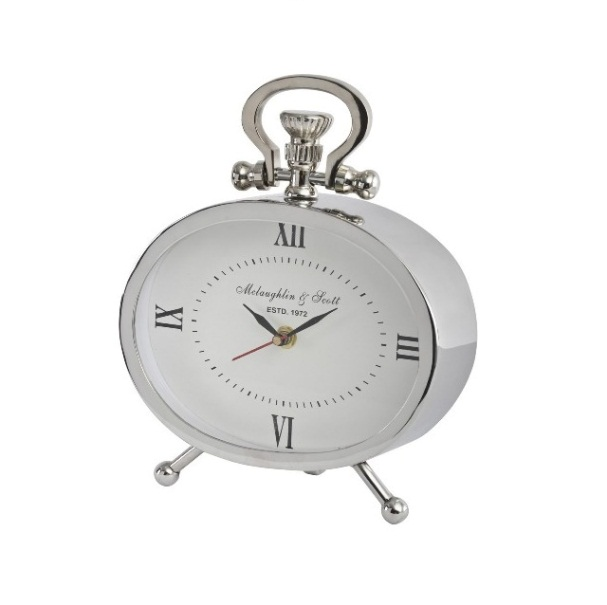 XII
Mclaughlin & Scott
ESTD. 1972
IX
III
VI